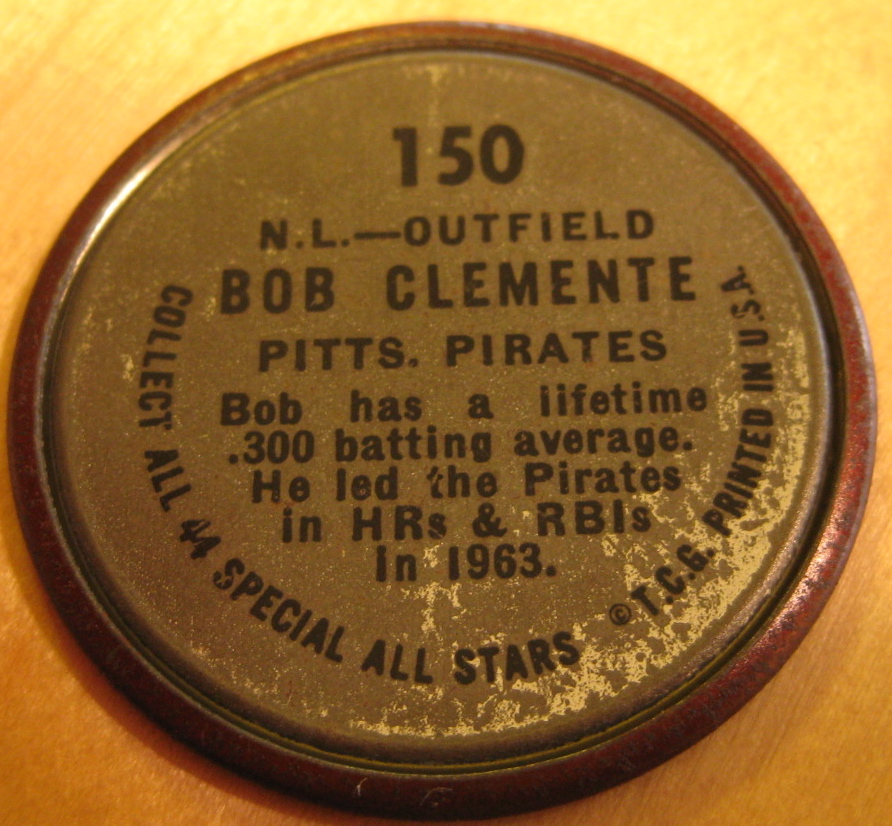 150
N.L.—OUTFIELD
BOB CLEMENTE
PITTS. PIRATES
Bob has a lifetime
.300 batting average.
He led the Pirates
in HRs & RBIs
in 1963.
COLLECT ALL 44 SPECIAL ALL STARS
© T.C.G. PRINTED IN U.S.A.